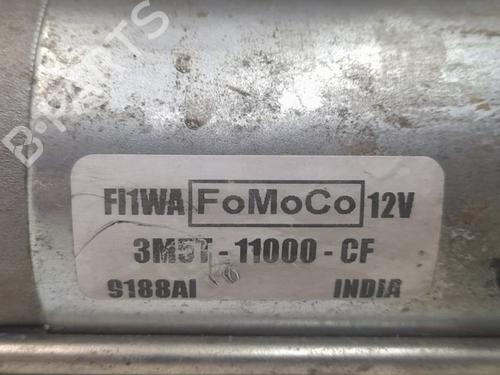 B-PARTS
FI1WA FoMoCo 12V
3M5T - 11000 - CF
9188AI INDIA